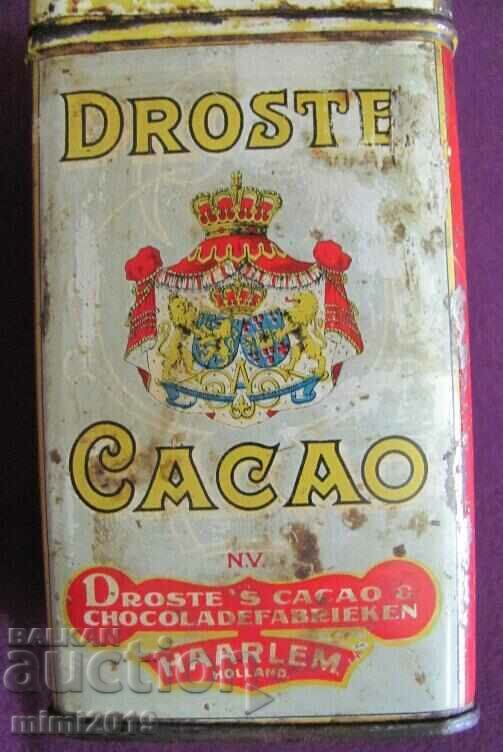 DROSTE
CACAO
N.V.
DROSTE'S CACAO &
CHOCOLADEFABRIEKEN
HAARLEM
HOLLAND.
BALKAN
auction
mimi2019